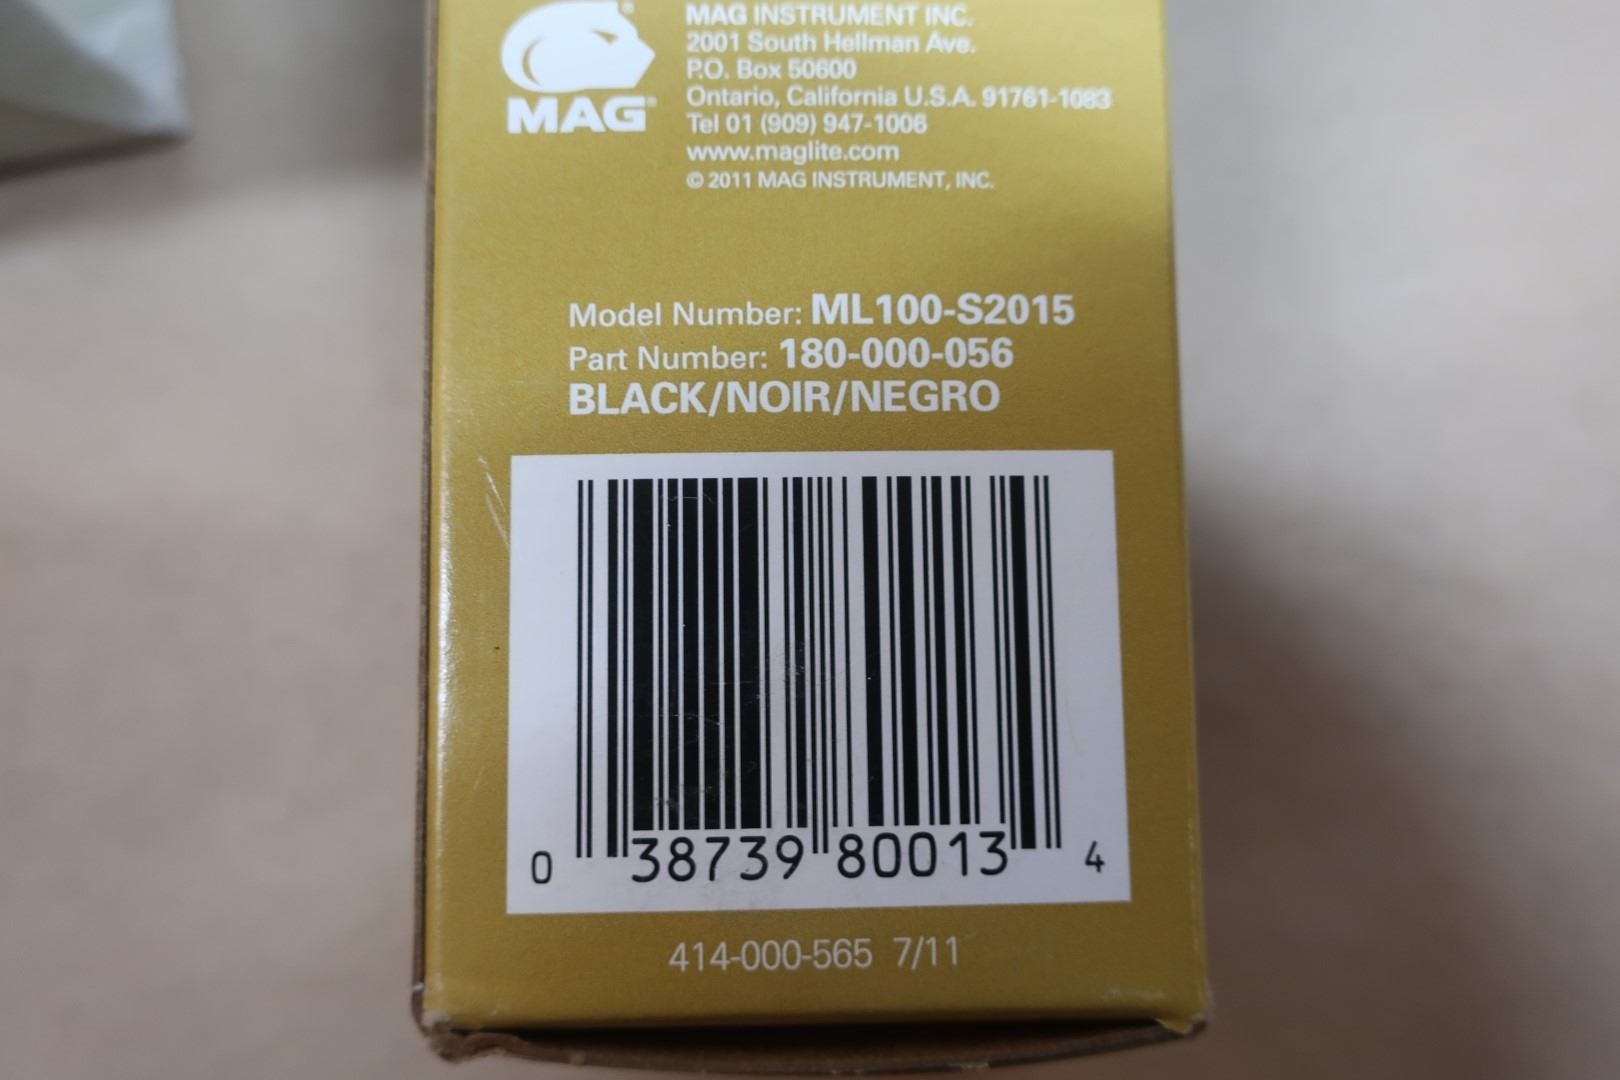 MAG®
MAG INSTRUMENT INC.
2001 South Hellman Ave.
P.O. Box 50600
Ontario, California U.S.A. 91761-1083
Tel 01 (909) 947-1006
www.maglite.com
© 2011 MAG INSTRUMENT, INC.
Model Number: ML100-S2015
Part Number: 180-000-056
BLACK/NOIR/NEGRO
0 38739 80013 4
414-000-565 7/11